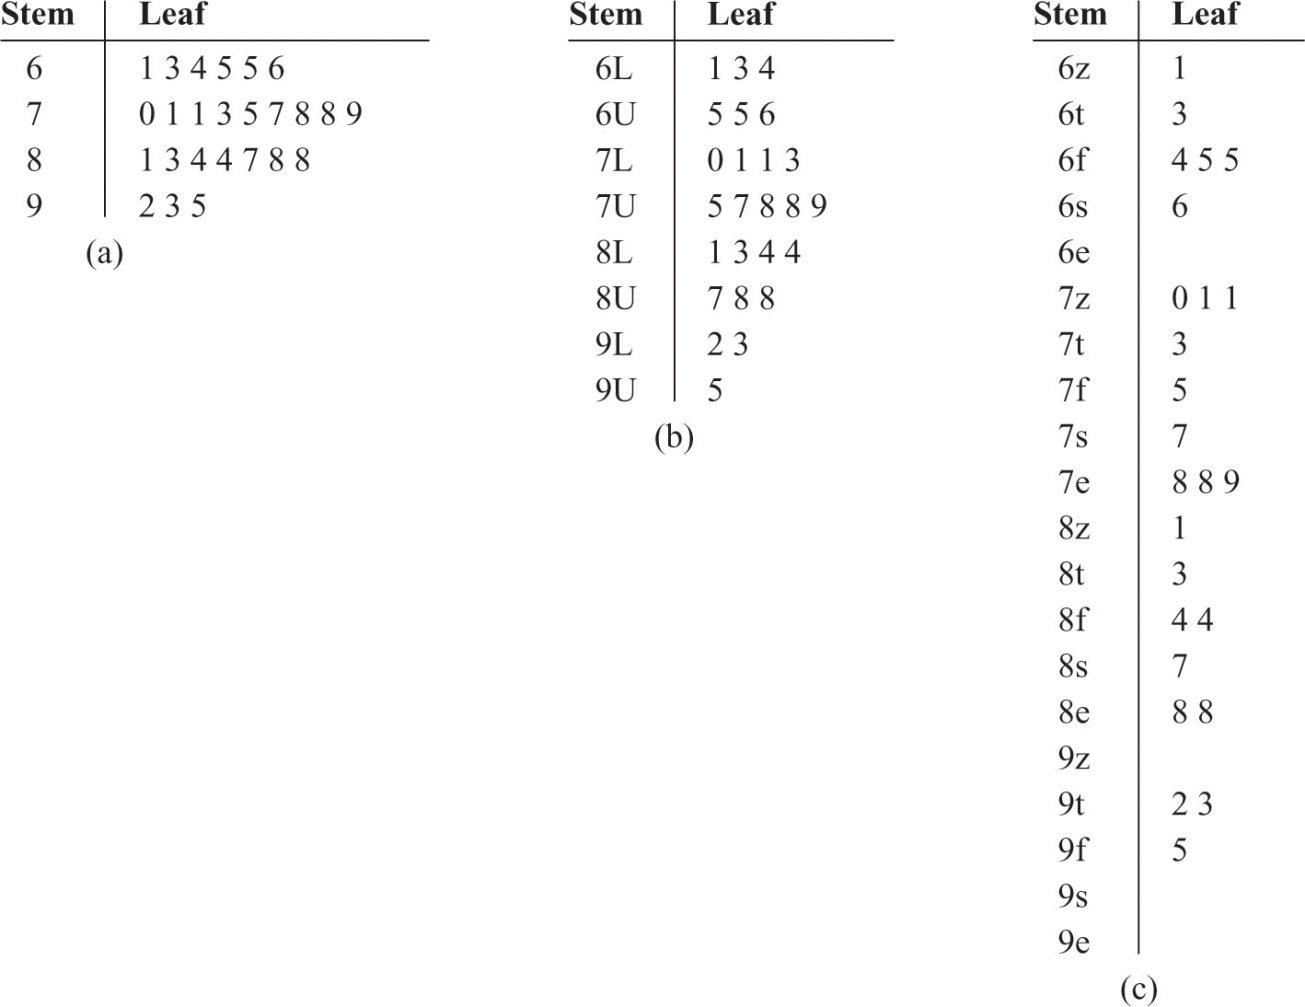 Stem Leaf
6 1 3 4 5 5 6
7 0 1 1 3 5 7 8 8 9
8 1 3 4 4 7 8 8
9 2 3 5
(a)
Stem Leaf
6L 1 3 4
6U 5 5 6
7L 0 1 1 3
7U 5 7 8 8 9
8L 1 3 4 4
8U 7 8 8
9L 2 3
9U 5
(b)
Stem Leaf
6z 1
6t 3
6f 4 5 5
6s 6
6e
7z 0 1 1
7t 3
7f 5
7s 7
7e 8 8 9
8z 1
8t 3
8f 4 4
8s 7
8e 8 8
9z
9t 2 3
9f 5
9s
9e
(c)